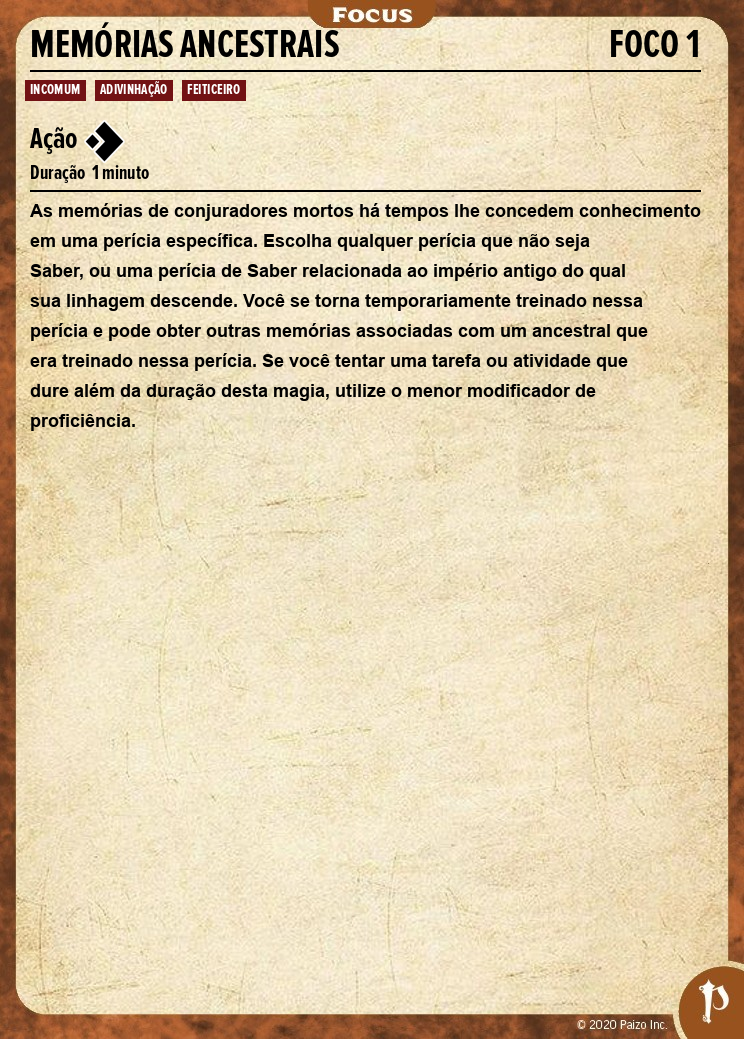 Focus
MEMÓRIAS ANCESTRAIS FOCO 1
INCOMUM ADIVINHAÇÃO FEITICEIRO
Ação
Duração 1 minuto
As memórias de conjuradores mortos há tempos lhe concedem conhecimento
em uma perícia específica. Escolha qualquer perícia que não seja
Saber, ou uma perícia de Saber relacionada ao império antigo do qual
sua linhagem descende. Você se torna temporariamente treinado nessa
perícia e pode obter outras memórias associadas com um ancestral que
era treinado nessa perícia. Se você tentar uma tarefa ou atividade que
dure além da duração desta magia, utilize o menor modificador de
proficiência.
© 2020 Paizo Inc.